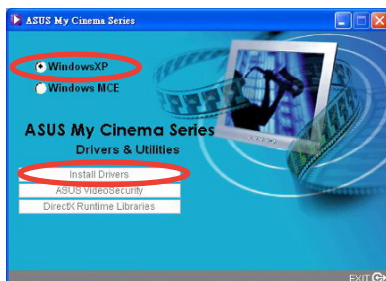 ASUS My Cinema Series
WindowsXP
Windows MCE
ASUS My Cinema Series
Drivers & Utilities
Install Drivers
ASUS VideoSecurity
DirectX Runtime Libraries
EXIT